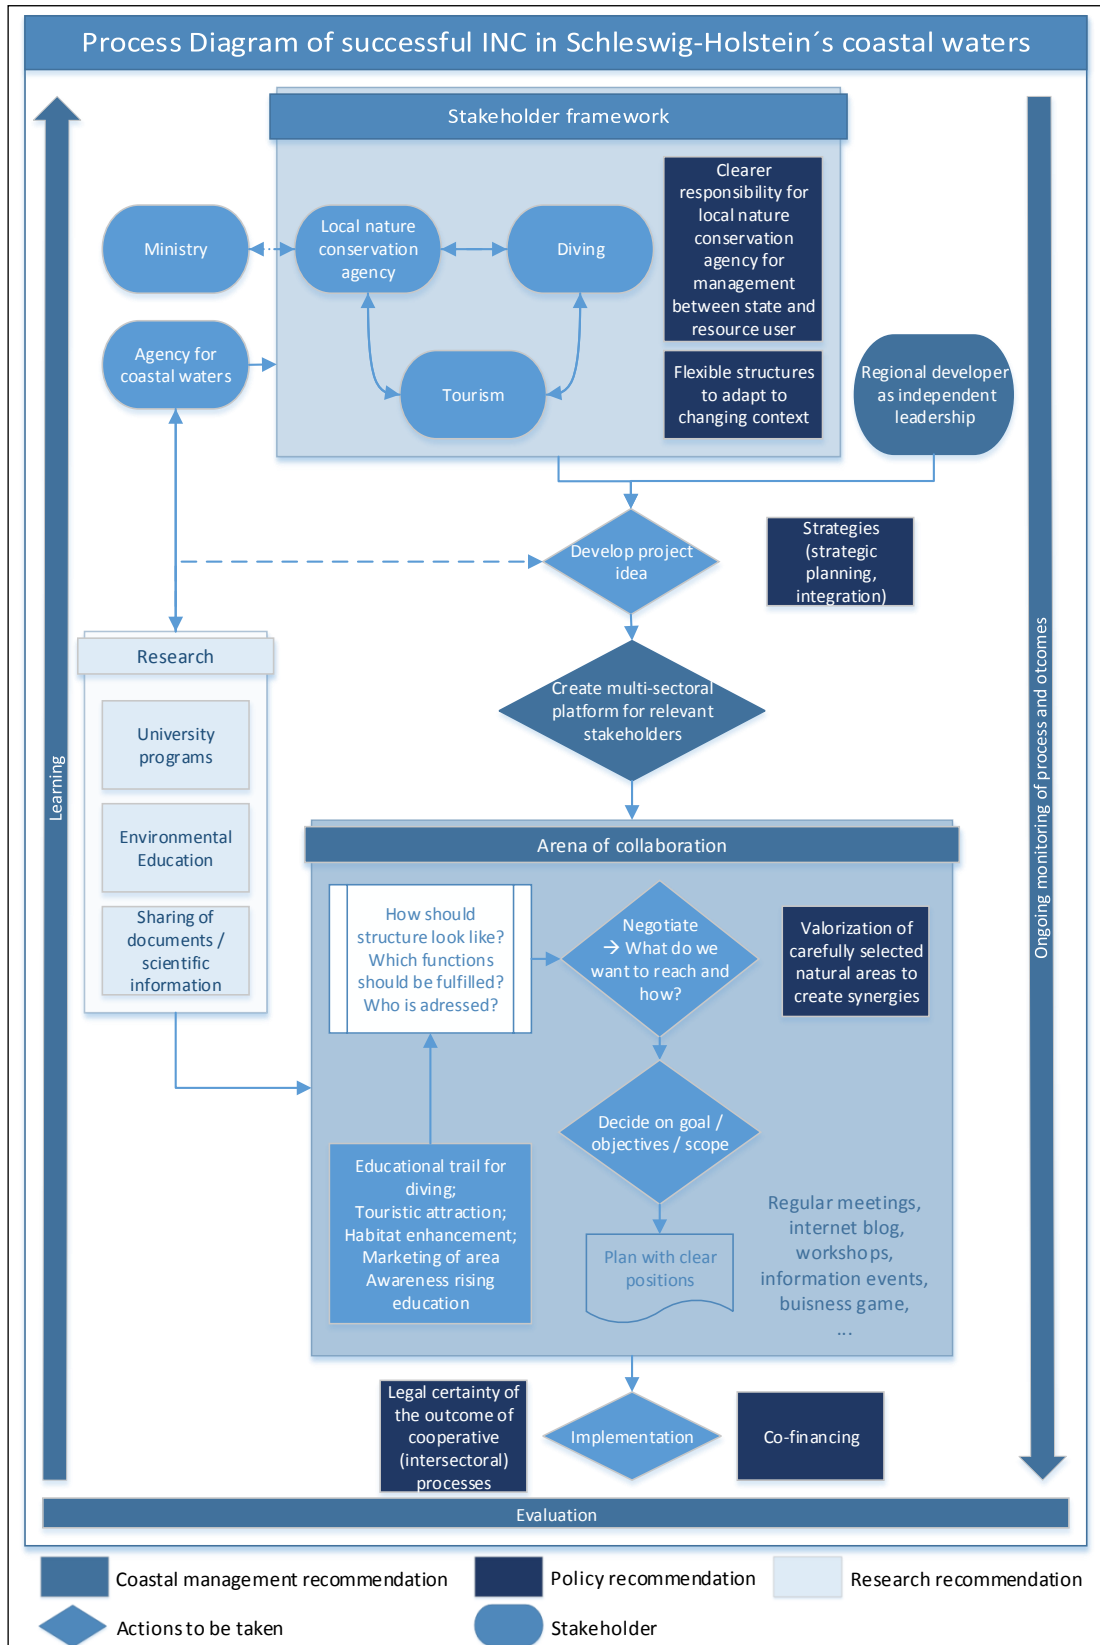 Process Diagram of successful INC in Schleswig-Holstein´s coastal waters
Stakeholder framework
Ministry
Local nature
conservation
agency
Diving
Clearer
responsibility for
local nature
conservation
agency for
management
between state and
resource user
Agency for
coastal waters
Tourism
Flexible structures
to adapt to
changing context
Regional developer
as independent
leadership
Develop project
idea
Strategies
(strategic
planning,
integration)
Research
University
programs
Environmental
Education
Sharing of
documents /
scientific
information
Create multi-sectoral
platform for relevant
stakeholders
Learning
Ongoing monitoring of process and otcomes
Arena of collaboration
How should
structure look like?
Which functions
should be fulfilled?
Who is adressed?
Negotiate
→ What do we
want to reach and
how?
Valorization of
carefully selected
natural areas to
create synergies
Decide on goal /
objectives / scope
Educational trail for
diving;
Touristic attraction;
Habitat enhancement;
Marketing of area
Awareness rising
education
Plan with clear
positions
Regular meetings,
internet blog,
workshops,
information events,
buisness game,
...
Legal certainty of
the outcome of
cooperative
(intersectoral)
processes
Implementation
Co-financing
Evaluation
Coastal management recommendation
Policy recommendation
Research recommendation
Actions to be taken
Stakeholder